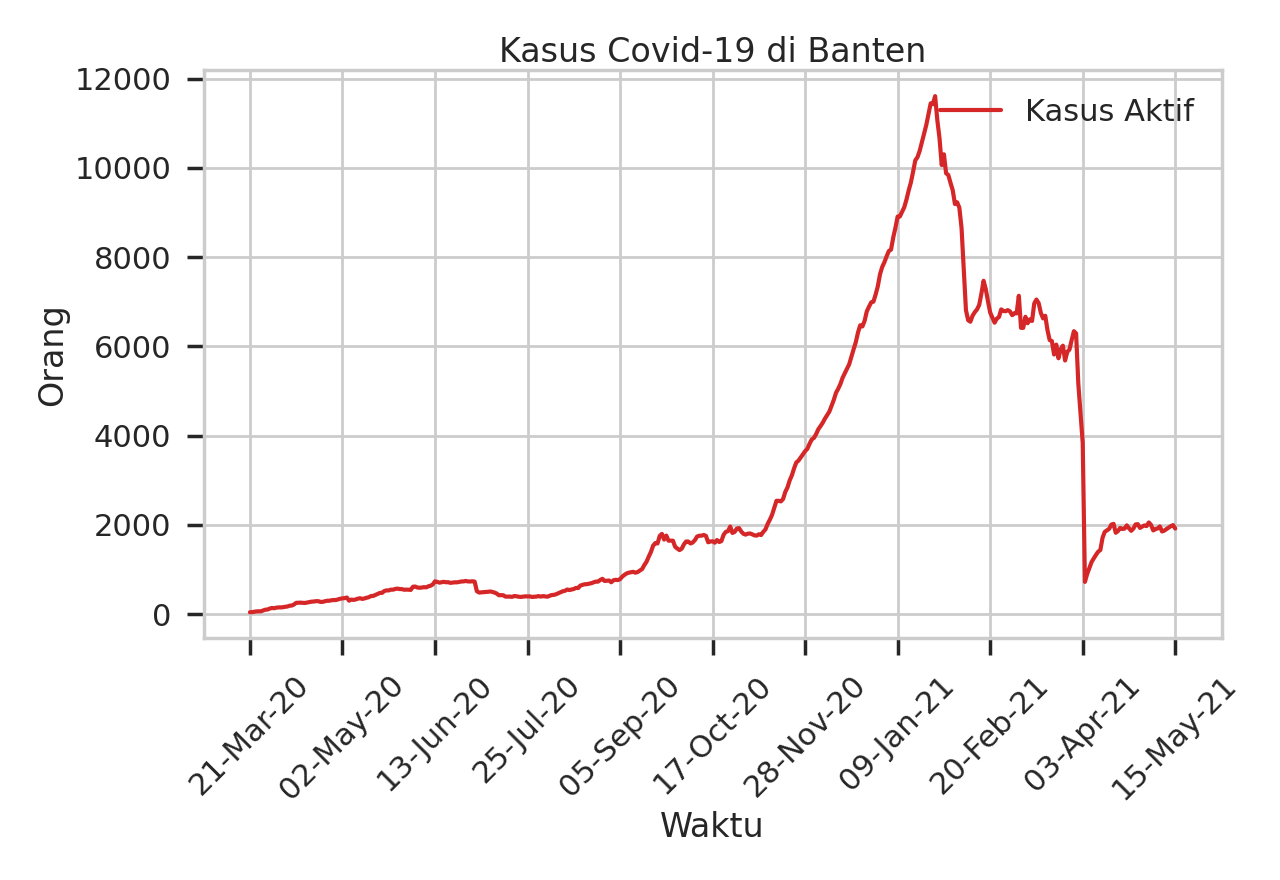 Kasus Covid-19 di Banten
12000
10000
8000
6000
4000
2000
0
Orang
Kasus Aktif
21-Mar-20
02-May-20
13-Jun-20
25-Jul-20
05-Sep-20
17-Oct-20
28-Nov-20
09-Jan-21
20-Feb-21
03-Apr-21
15-May-21
Waktu